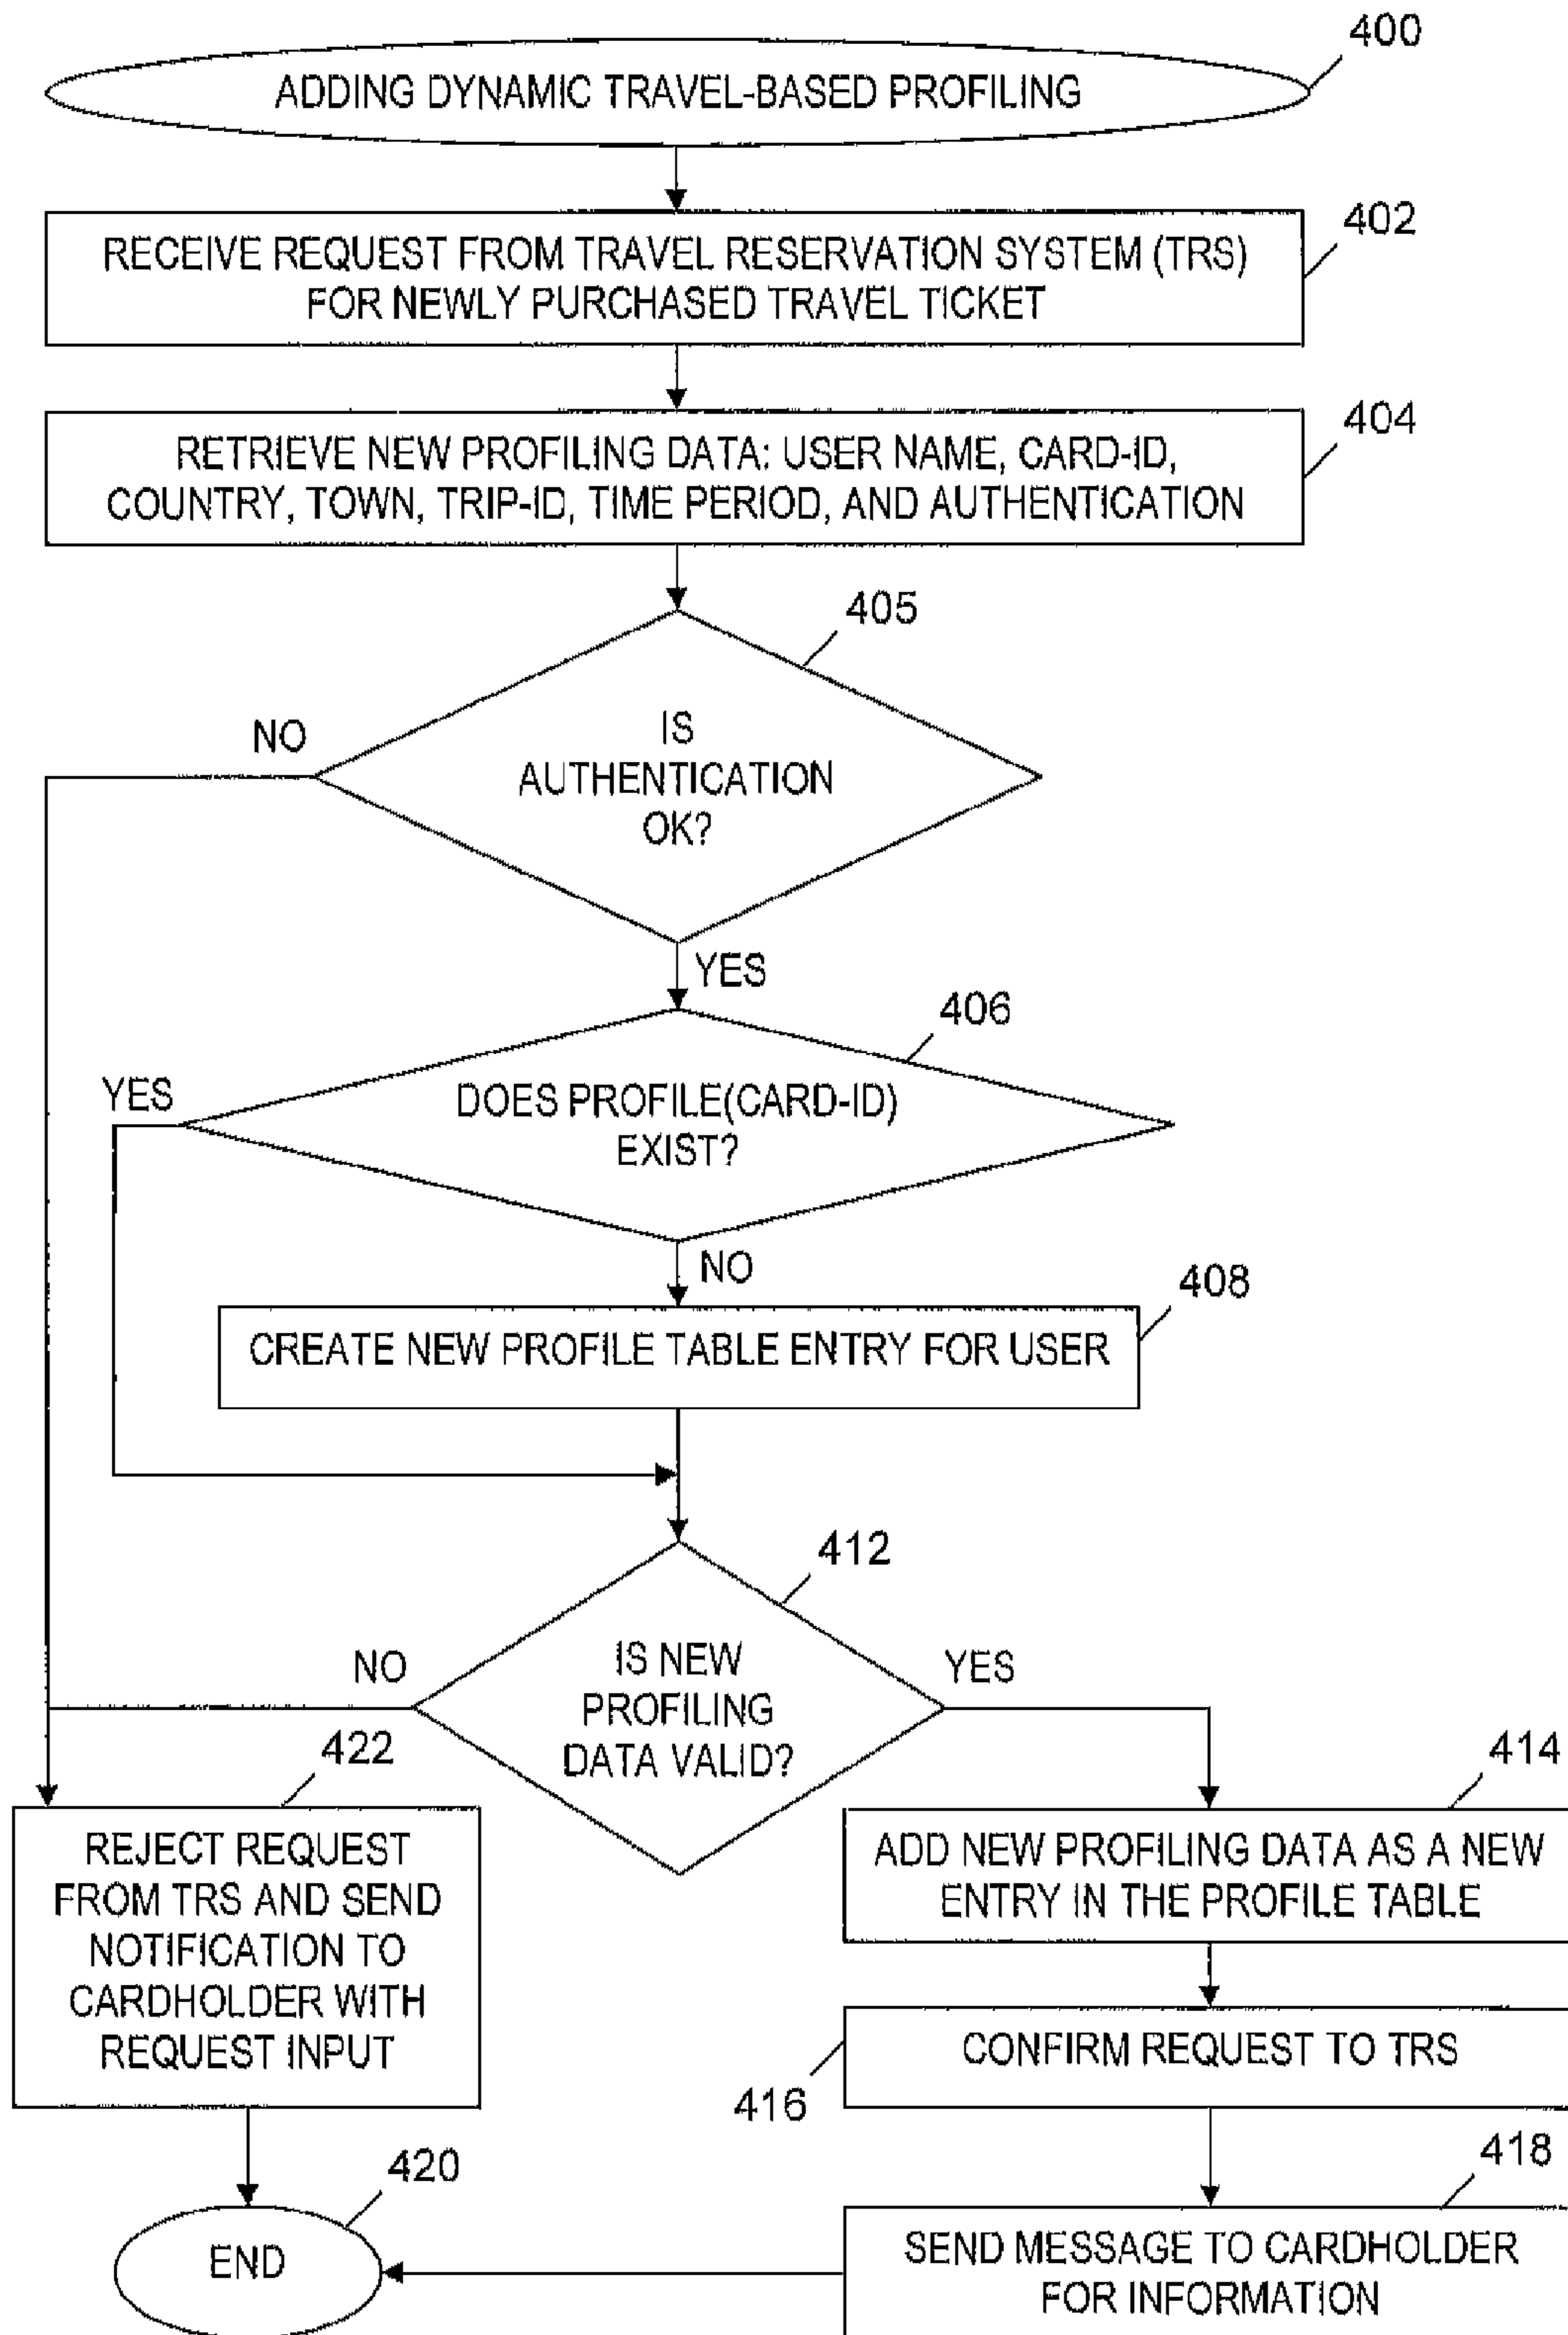 400
ADDING DYNAMIC TRAVEL-BASED PROFILING
402
RECEIVE REQUEST FROM TRAVEL RESERVATION SYSTEM (TRS)
FOR NEWLY PURCHASED TRAVEL TICKET
404
RETRIEVE NEW PROFILING DATA: USER NAME, CARD-ID,
COUNTRY, TOWN, TRIP-ID, TIME PERIOD, AND AUTHENTICATION
405
NO
IS
AUTHENTICATION
OK?
YES
406
YES
DOES PROFILE(CARD-ID)
EXIST?
NO
408
CREATE NEW PROFILE TABLE ENTRY FOR USER
412
NO
IS NEW
PROFILING
DATA VALID?
YES
422
REJECT REQUEST
FROM TRS AND SEND
NOTIFICATION TO
CARDHOLDER WITH
REQUEST INPUT
414
ADD NEW PROFILING DATA AS A NEW
ENTRY IN THE PROFILE TABLE
CONFIRM REQUEST TO TRS
416
418
420
END
SEND MESSAGE TO CARDHOLDER
FOR INFORMATION